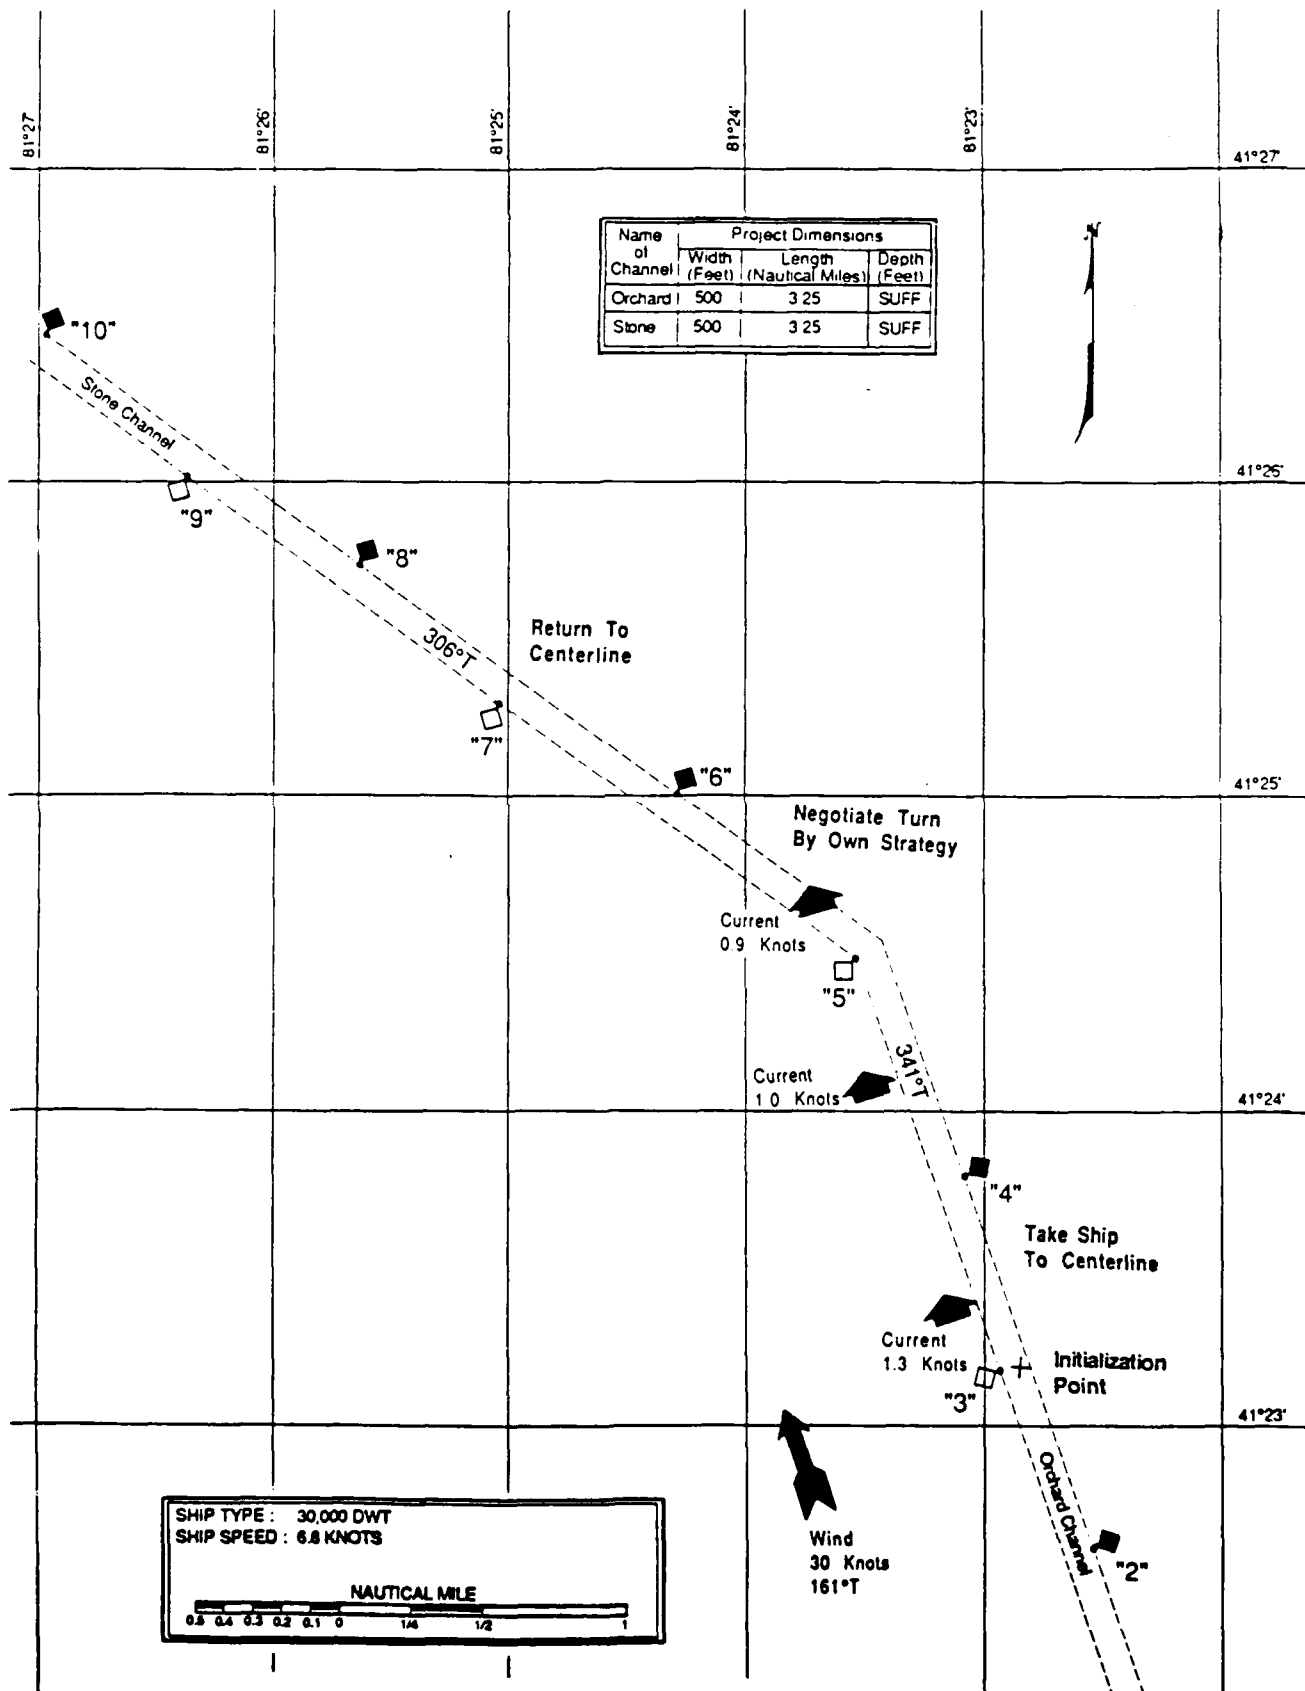 81°27'
81°26'
81°25'
81°24'
81°23'
41°27'
Name of Channel
Project Dimensions
Width (Feet)
Length (Nautical Miles)
Depth (Feet)
Orchard 500 3 25 SUFF
Stone 500 3 25 SUFF
N
"10"
Stone Channel
41°26'
"9"
"8"
306°T
Return To
Centerline
"7"
"6"
41°25'
Negotiate Turn
By Own Strategy
Current
0.9 Knots
"5"
341°T
Current
1.0 Knots
41°24'
"4"
Take Ship
To Centerline
Current
1.3 Knots
Initialization
Point
"3"
41°23'
Orchard Channel
"2"
Wind
30 Knots
161°T
SHIP TYPE : 30,000 DWT
SHIP SPEED : 6.8 KNOTS
NAUTICAL MILE
0.5 0.4 0.3 0.2 0.1 0 1/4 1/2 1